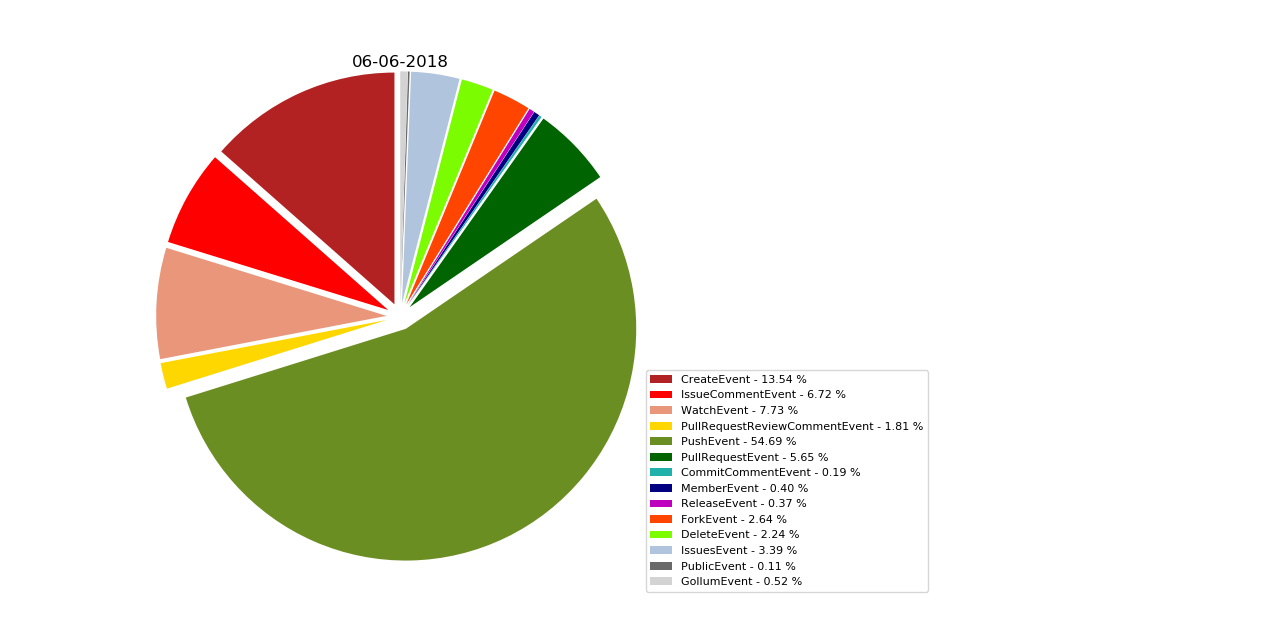 06-06-2018
CreateEvent - 13.54 %
IssueCommentEvent - 6.72 %
WatchEvent - 7.73 %
PullRequestReviewCommentEvent - 1.81 %
PushEvent - 54.69 %
PullRequestEvent - 5.65 %
CommitCommentEvent - 0.19 %
MemberEvent - 0.40 %
ReleaseEvent - 0.37 %
ForkEvent - 2.64 %
DeleteEvent - 2.24 %
IssuesEvent - 3.39 %
PublicEvent - 0.11 %
GollumEvent - 0.52 %